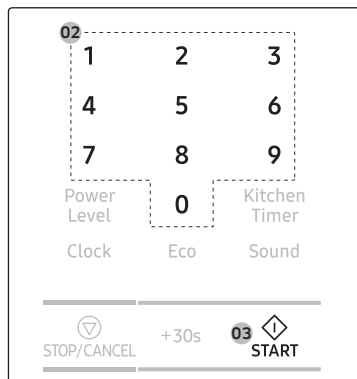 02
1 2 3
4 5 6
7 8 9
Power Level 0 Kitchen Timer
Clock Eco Sound
STOP/CANCEL +30s 03 START